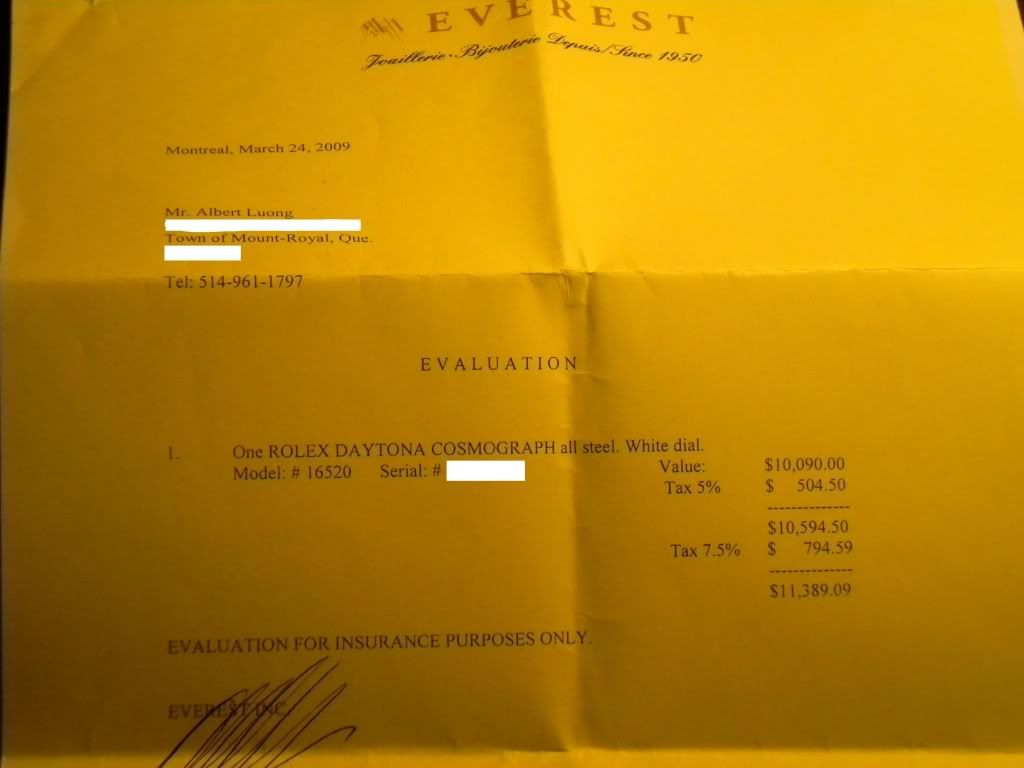 EVEREST
Joaillerie · Bijouterie Depuis/Since 1950
Montreal, March 24, 2009
Mr. Albert Luong
Town of Mount-Royal, Que.
Tel: 514-961-1797
EVALUATION
1. One ROLEX DAYTONA COSMOGRAPH all steel. White dial.
Model: # 16520 Serial: # Value: $10,090.00
Tax 5% $ 504.50
--------------
$10,594.50
Tax 7.5% $ 794.59
--------------
$11,389.09
EVALUATION FOR INSURANCE PURPOSES ONLY.
EVEREST INC.